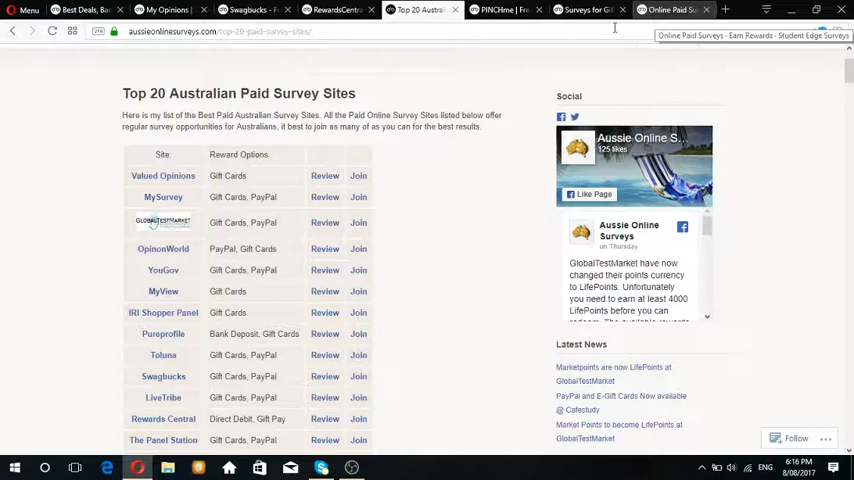 Menu
Best Deals, Ba
My Opinions |
Swagbucks - F
RewardsCentra
Top 20 Austral
PINCHme | Fre
Surveys for Gi
Online Paid Su
aussieonlinesurveys.com/top-20-paid-survey-sites/
Online Paid Surveys - Earn Rewards - Student Edge Surveys
Top 20 Australian Paid Survey Sites
Here is my list of the Best Paid Australian Survey Sites. All the Paid Online Survey Sites listed below offer
regular survey opportunities for Australians, it best to join as many of as you can for the best results.
Site: Reward Options
Valued Opinions Gift Cards Review Join
MySurvey Gift Cards, PayPal Review Join
GLOBALTESTMARKET Gift Cards, PayPal Review Join
OpinonWorld PayPal, Gift Cards Review Join
YouGov Gift Cards, PayPal Review Join
MyView Gift Cards Review Join
IRI Shopper Panel Gift Cards Review Join
Pureprofile Bank Deposit, Gift Cards Review Join
Toluna Gift Cards, PayPal Review Join
Swagbucks Gift Cards, PayPal Review Join
LiveTribe Gift Cards, PayPal Review Join
Rewards Central Direct Debit, Gift Pay Review Join
The Panel Station Gift Cards, PayPal Review Join
Social
Aussie Online S...
125 likes
Like Page
Aussie Online
Surveys
on Thursday
GlobalTestMarket have now
changed their points currency
to LifePoints. Unfortunately
you need to earn at least 4000
LifePoints before you can
Latest News
Marketpoints are now LifePoints at
GlobalTestMarket
PayPal and E-Gift Cards Now available
@ Cafestudy
Market Points to become LifePoints at
GlobalTestMarket
Follow
ENG
6:16 PM
8/08/2017